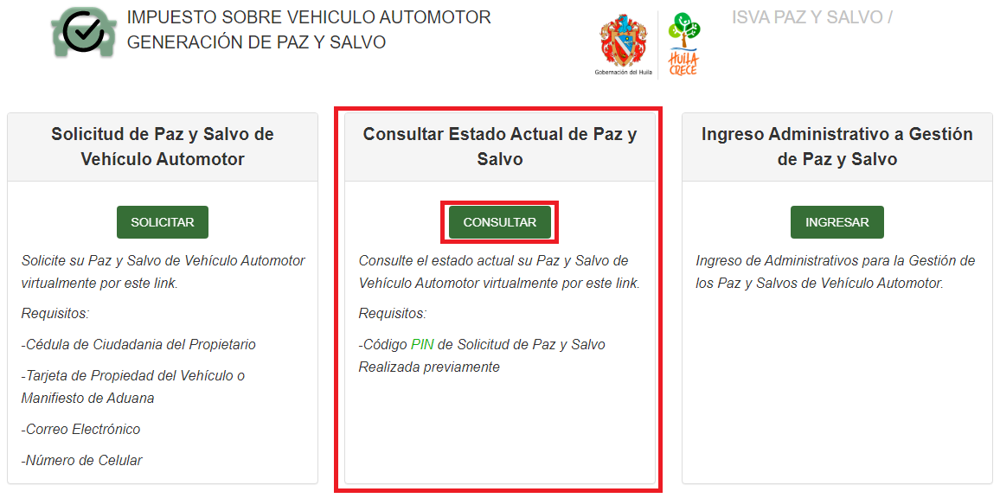 IMPUESTO SOBRE VEHICULO AUTOMOTOR
GENERACIÓN DE PAZ Y SALVO
Gobernación del Huila
HUILA
CRECE
ISVA PAZ Y SALVO /
Solicitud de Paz y Salvo de
Vehículo Automotor
SOLICITAR
Solicite su Paz y Salvo de Vehículo Automotor
virtualmente por este link.
Requisitos:
-Cédula de Ciudadania del Propietario
-Tarjeta de Propiedad del Vehículo o
Manifiesto de Aduana
-Correo Electrónico
-Número de Celular
Consultar Estado Actual de Paz y
Salvo
CONSULTAR
Consulte el estado actual su Paz y Salvo de
Vehículo Automotor virtualmente por este link.
Requisitos:
-Código PIN de Solicitud de Paz y Salvo
Realizada previamente
Ingreso Administrativo a Gestión
de Paz y Salvo
INGRESAR
Ingreso de Administrativos para la Gestión de
los Paz y Salvos de Vehículo Automotor.